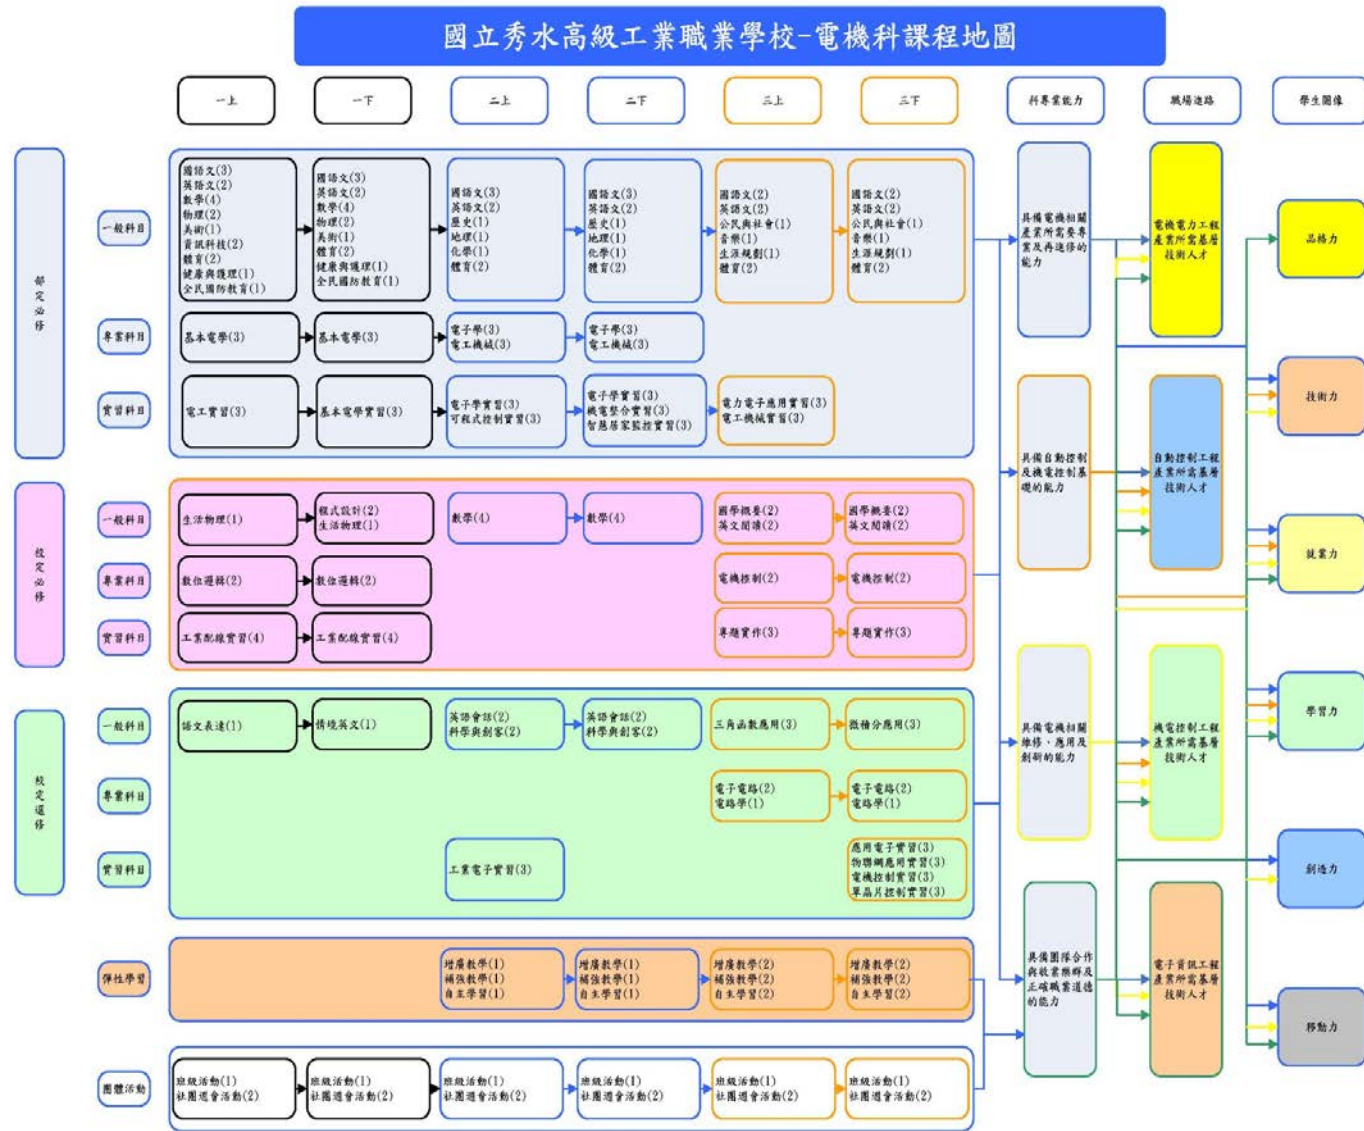 國立秀水高級工業職業學校-電機科課程地圖
一上
一下
二上
二下
三上
三下
科專業能力
職場進路
學生圖像
部定必修
一般科目
國語文(3)
英語文(2)
數學(4)
物理(2)
美術(1)
資訊科技(2)
體育(2)
健康與護理(1)
全民國防教育(1)
國語文(3)
英語文(2)
數學(4)
物理(2)
美術(1)
體育(2)
健康與護理(1)
全民國防教育(1)
國語文(3)
英語文(2)
歷史(1)
地理(1)
化學(1)
體育(2)
國語文(3)
英語文(2)
歷史(1)
地理(1)
化學(1)
體育(2)
國語文(2)
英語文(2)
公民與社會(1)
音樂(1)
生涯規劃(1)
體育(2)
國語文(2)
英語文(2)
公民與社會(1)
音樂(1)
生涯規劃(1)
體育(2)
專業科目
基本電學(3)
基本電學(3)
電子學(3)
電工機械(3)
電子學(3)
電工機械(3)
實習科目
電工實習(3)
基本電學實習(3)
電子學實習(3)
可程式控制實習(3)
電子學實習(3)
機電整合實習(3)
智慧居家監控實習(3)
電力電子應用實習(3)
電工機械實習(3)
校定必修
一般科目
生活物理(1)
程式設計(2)
生活物理(1)
數學(4)
數學(4)
國學概要(2)
英文閱讀(2)
國學概要(2)
英文閱讀(2)
專業科目
數位邏輯(2)
數位邏輯(2)
電機控制(2)
電機控制(2)
實習科目
工業配線實習(4)
工業配線實習(4)
專題實作(3)
專題實作(3)
校定選修
一般科目
語文表達(1)
情境英文(1)
英語會話(2)
科學與創客(2)
英語會話(2)
科學與創客(2)
三角函數應用(3)
微積分應用(3)
專業科目
電子電路(2)
電路學(1)
電子電路(2)
電路學(1)
實習科目
工業電子實習(3)
應用電子實習(3)
物聯網應用實習(3)
電機控制實習(3)
單晶片控制實習(3)
彈性學習
增廣教學(1)
補強教學(1)
自主學習(1)
增廣教學(1)
補強教學(1)
自主學習(1)
增廣教學(2)
補強教學(2)
自主學習(2)
增廣教學(2)
補強教學(2)
自主學習(2)
團體活動
班級活動(1)
社團週會活動(2)
班級活動(1)
社團週會活動(2)
班級活動(1)
社團週會活動(2)
班級活動(1)
社團週會活動(2)
班級活動(1)
社團週會活動(2)
班級活動(1)
社團週會活動(2)
具備電機相關
產業所需要專
業及再進修的
能力
具備自動控制
及機電控制基
礎的能力
具備電機相關
維修、應用及
創新的能力
具備團隊合作
與敬業樂群及
正確職業道德
的能力
電機電力工程
產業所需基層
技術人才
自動控制工程
產業所需基層
技術人才
機電控制工程
產業所需基層
技術人才
電子資訊工程
產業所需基層
技術人才
品格力
技術力
就業力
學習力
創造力
移動力